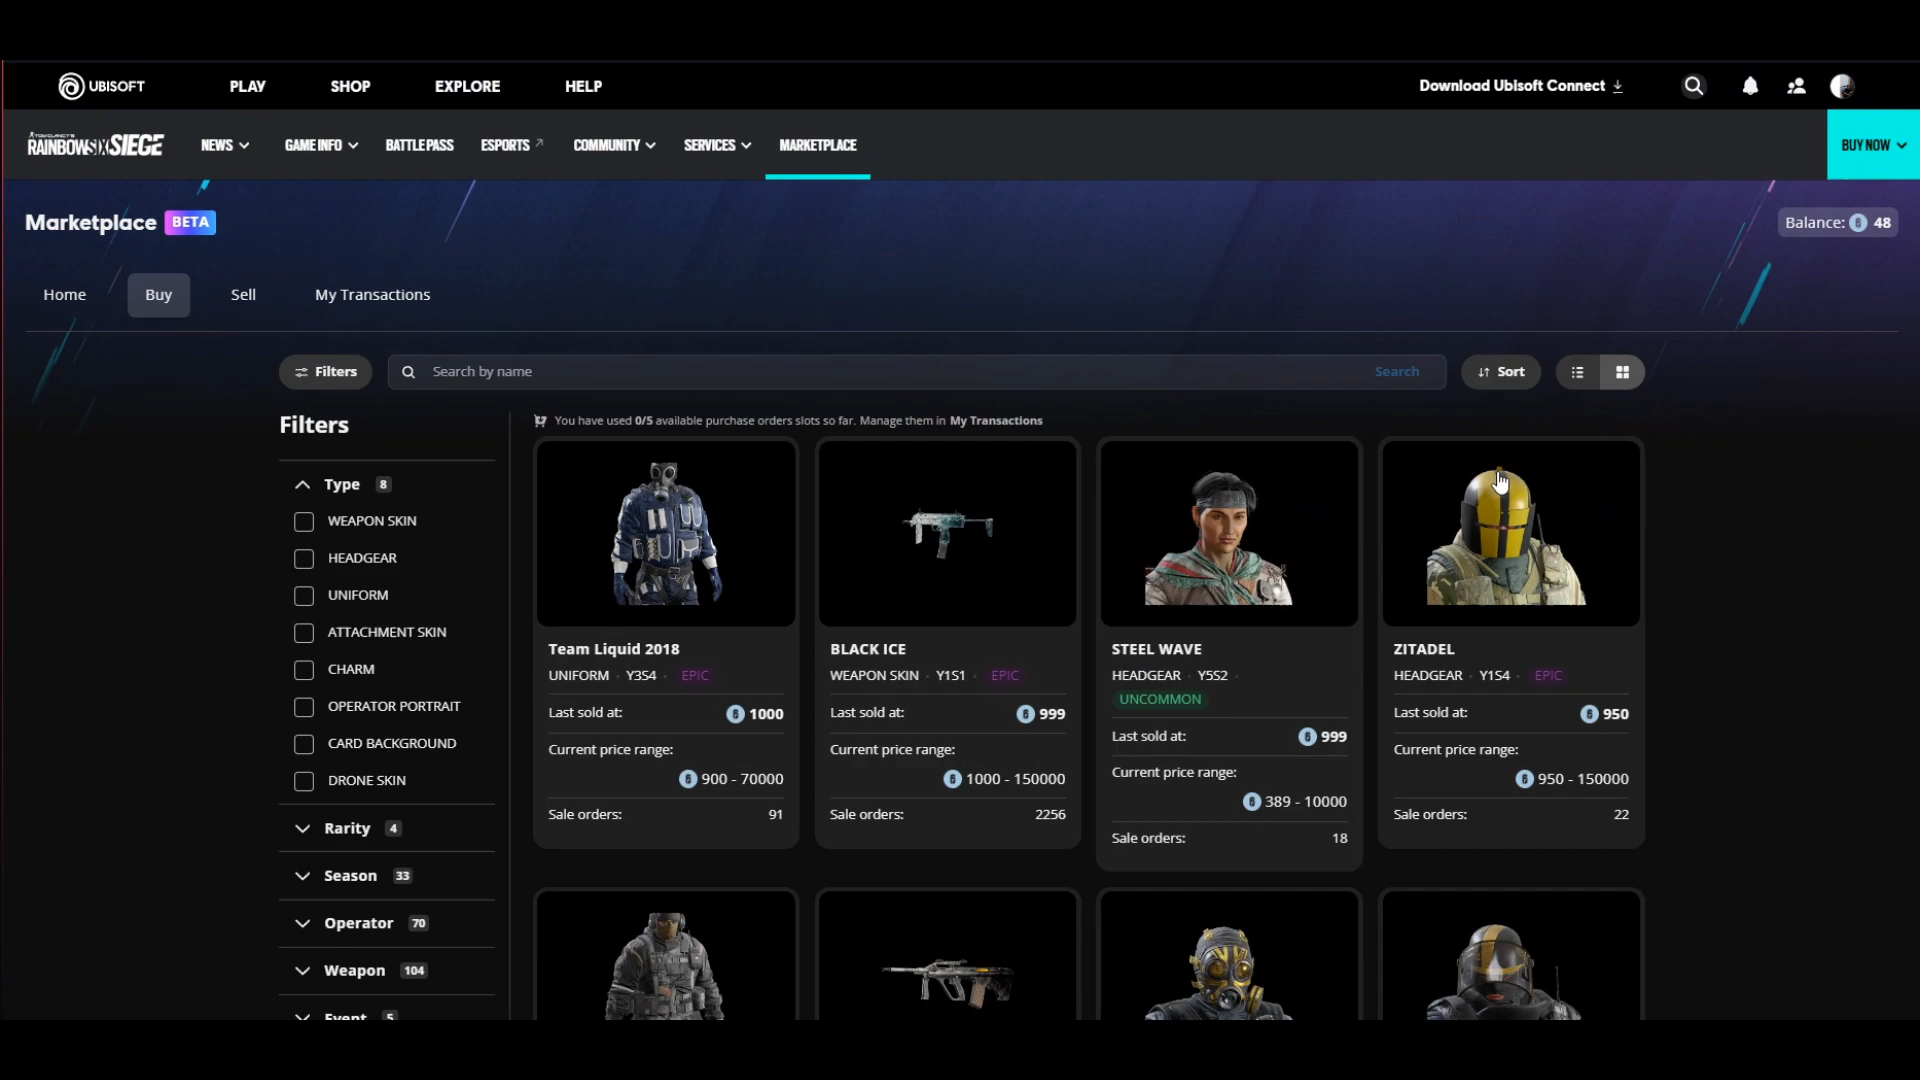 UBISOFT PLAY SHOP EXPLORE HELP Download Ubisoft Connect
TOM CLANCY'S
RAINBOW SIX SIEGE NEWS GAME INFO BATTLE PASS ESPORTS COMMUNITY SERVICES MARKETPLACE BUY NOW
Marketplace BETA Balance: 48
Home Buy Sell My Transactions
Filters Search by name Search Sort
Filters
You have used 0/5 available purchase orders slots so far. Manage them in My Transactions
Type 8
WEAPON SKIN
HEADGEAR
UNIFORM
ATTACHMENT SKIN
CHARM
OPERATOR PORTRAIT
CARD BACKGROUND
DRONE SKIN
Rarity 4
Season 33
Operator 70
Weapon 104
Event 5
Team Liquid 2018
UNIFORM · Y3S4 · EPIC
Last sold at: 1000
Current price range:
900 - 70000
Sale orders: 91
BLACK ICE
WEAPON SKIN · Y1S1 · EPIC
Last sold at: 999
Current price range:
1000 - 150000
Sale orders: 2256
STEEL WAVE
HEADGEAR · Y5S2 ·
UNCOMMON
Last sold at: 999
Current price range:
389 - 10000
Sale orders: 18
ZITADEL
HEADGEAR · Y1S4 · EPIC
Last sold at: 950
Current price range:
950 - 150000
Sale orders: 22